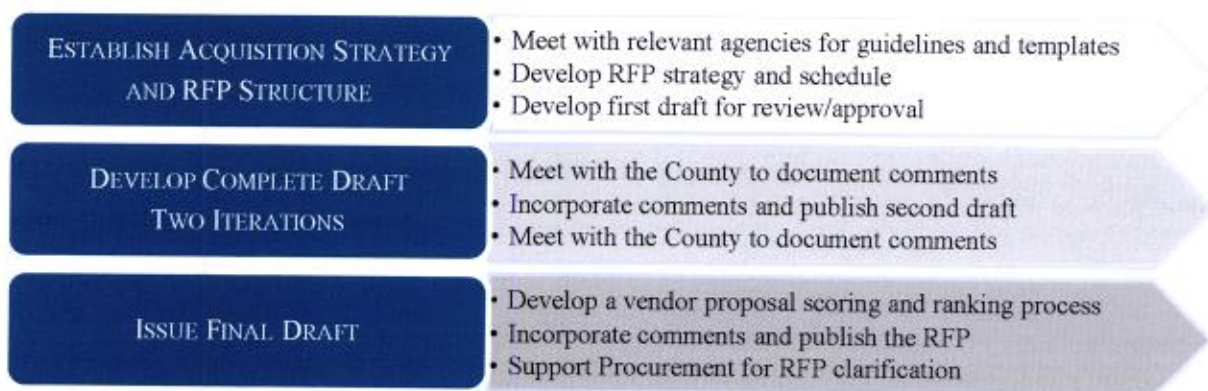 ESTABLISH ACQUISITION STRATEGY
AND RFP STRUCTURE
• Meet with relevant agencies for guidelines and templates
• Develop RFP strategy and schedule
• Develop first draft for review/approval
DEVELOP COMPLETE DRAFT
TWO ITERATIONS
• Meet with the County to document comments
• Incorporate comments and publish second draft
• Meet with the County to document comments
ISSUE FINAL DRAFT
• Develop a vendor proposal scoring and ranking process
• Incorporate comments and publish the RFP
• Support Procurement for RFP clarification